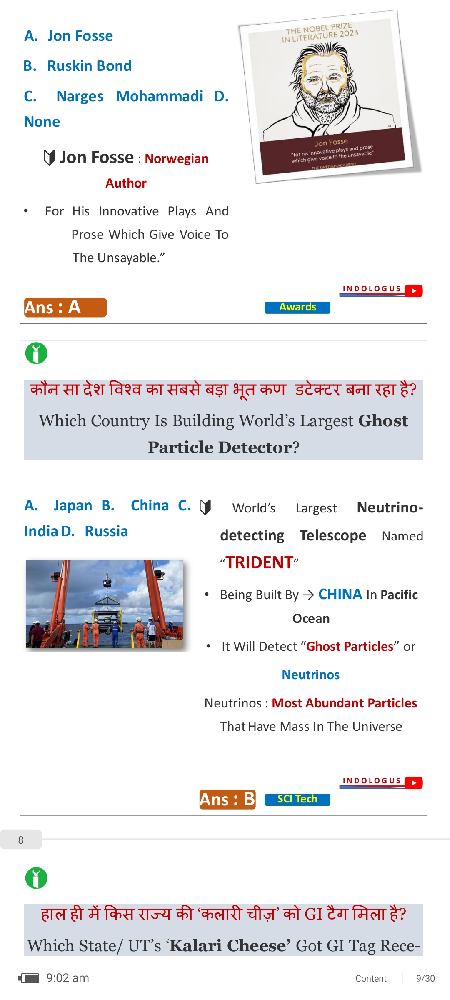 A. Jon Fosse
B. Ruskin Bond
C. Narges Mohammadi D.
None
Jon Fosse : Norwegian
Author
• For His Innovative Plays And
Prose Which Give Voice To
The Unsayable.”
THE NOBEL PRIZE
IN LITERATURE 2023
Jon Fosse
“for his innovative plays and prose
which give voice to the unsayable”
THE SWEDISH ACADEMY
INDOLOGUS
Ans : A
Awards
कौन सा देश विश्व का सबसे बड़ा भूत कण डटेक्टर बना रहा है?
Which Country Is Building World’s Largest Ghost
Particle Detector?
A. Japan B. China C.
India D. Russia
World’s Largest Neutrino-
detecting Telescope Named
“TRIDENT”
• Being Built By → CHINA In Pacific
Ocean
• It Will Detect “Ghost Particles” or
Neutrinos
Neutrinos : Most Abundant Particles
That Have Mass In The Universe
INDOLOGUS
Ans : B
SCI Tech
8
हाल ही में किस राज्य की ‘कलारी चीज़’ को GI टैग मिला है?
Which State/ UT’s ‘Kalari Cheese’ Got GI Tag Rece-
9:02 am
Content
9/30